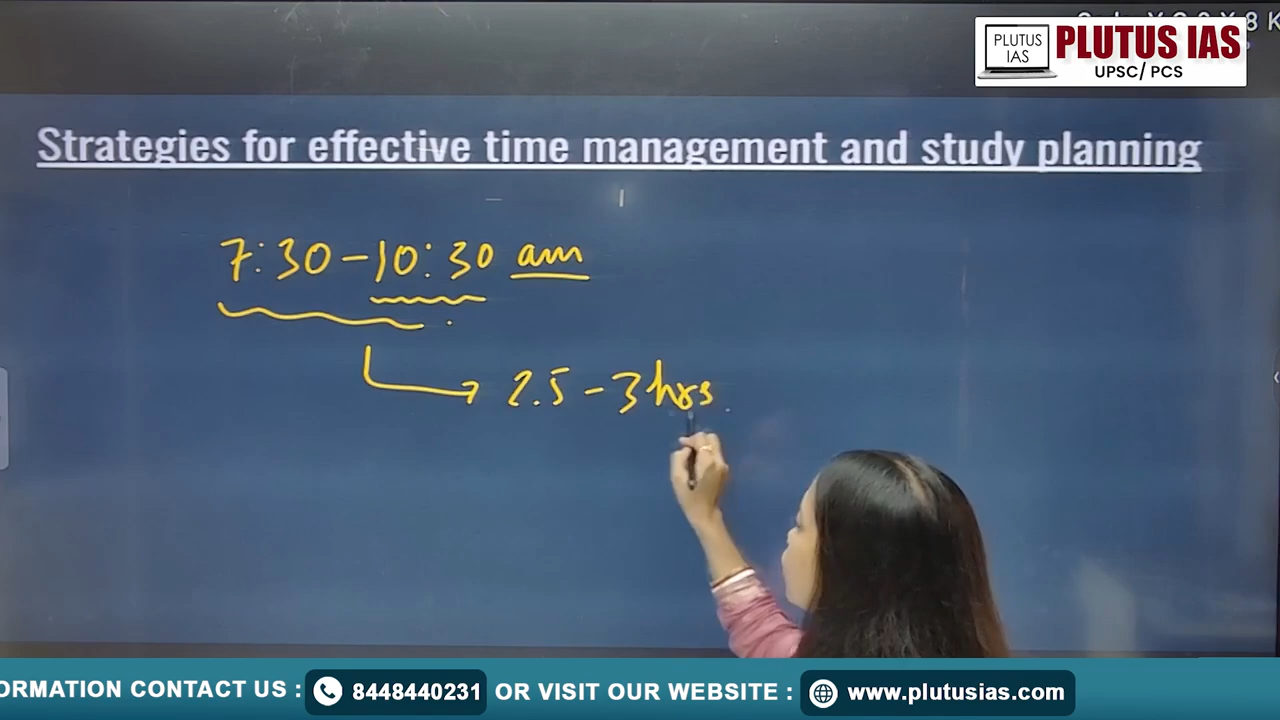 PLUTUS IAS
PLUTUS IAS
UPSC/ PCS
Strategies for effective time management and study planning
7:30 - 10:30 am
2.5 - 3 hrs
ORMATION CONTACT US : 8448440231 OR VISIT OUR WEBSITE : www.plutusias.com